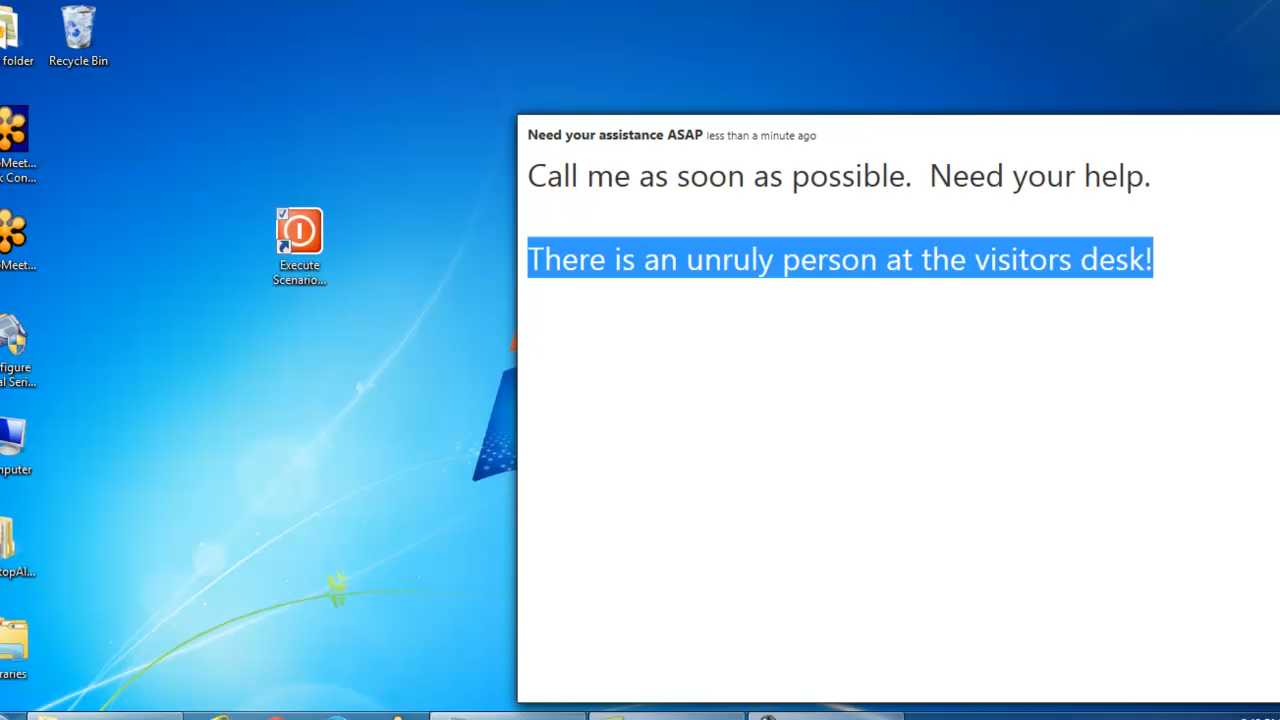 folder
Recycle Bin
Meet...
Con...
Execute
Scenario...
Meet...
figure
al Seri...
mputer
topAl...
raries
Need your assistance ASAP less than a minute ago
Call me as soon as possible.  Need your help.
There is an unruly person at the visitors desk!